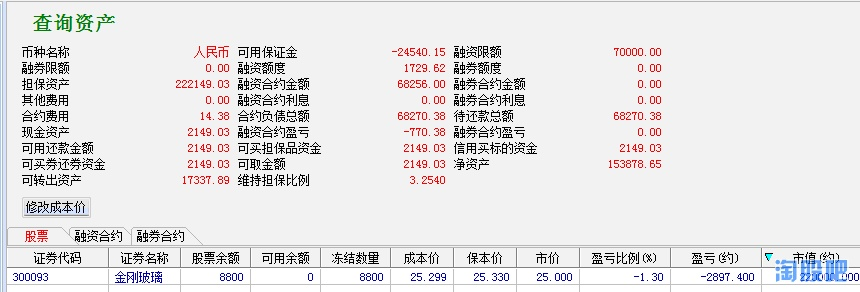 查询资产
币种名称 人民币 可用保证金 -24540.15 融资限额 70000.00
融券限额 0.00 融资额度 1729.62 融券额度 0.00
担保资产 222149.03 融资合约金额 68256.00 融券合约金额 0.00
其他费用 0.00 融资合约利息 0.00 融券合约利息 0.00
合约费用 14.38 合约负债总额 68270.38 待还款总额 68270.38
现金资产 2149.03 融资合约盈亏 -770.38 融券合约盈亏 0.00
可用还款金额 2149.03 可买担保品资金 2149.03 信用买标的资金 2149.03
可买券还券资金 2149.03 可取金额 2149.03 净资产 153878.65
可转出资产 17337.89 维持担保比例 3.2540
修改成本价
股票 融资合约 融券合约
证券代码 证券名称 股票余额 可用余额 冻结数量 成本价 保本价 市价 盈亏比例(%) 盈亏(约) 市值(约)
300093 金刚玻璃 8800 0 8800 25.299 25.330 25.000 -1.30 -2897.400 220000.000
淘股吧